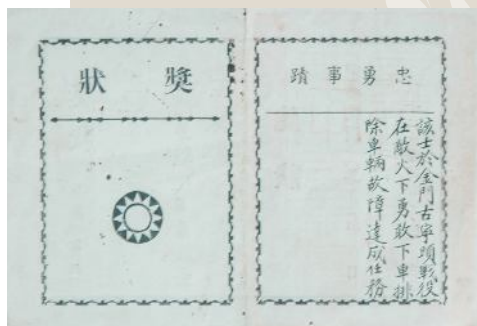 忠勇事蹟
該士於金門古寧頭戰役
在敵火下勇敢下車排
除車輛故障達成任務
獎狀